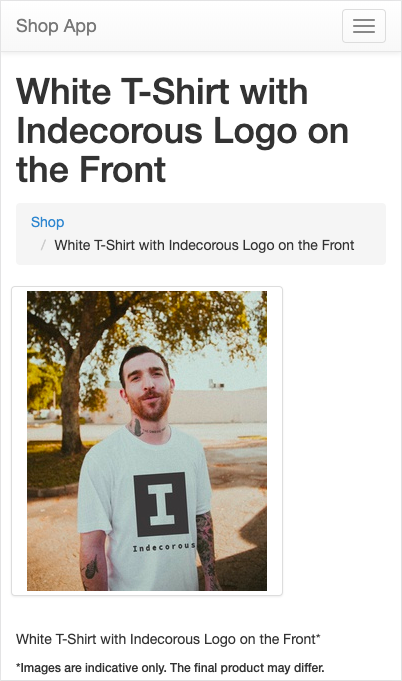 Shop App
White T-Shirt with
Indecorous Logo on
the Front
Shop
/ White T-Shirt with Indecorous Logo on the Front
I
Indecorous
White T-Shirt with Indecorous Logo on the Front*
*Images are indicative only. The final product may differ.